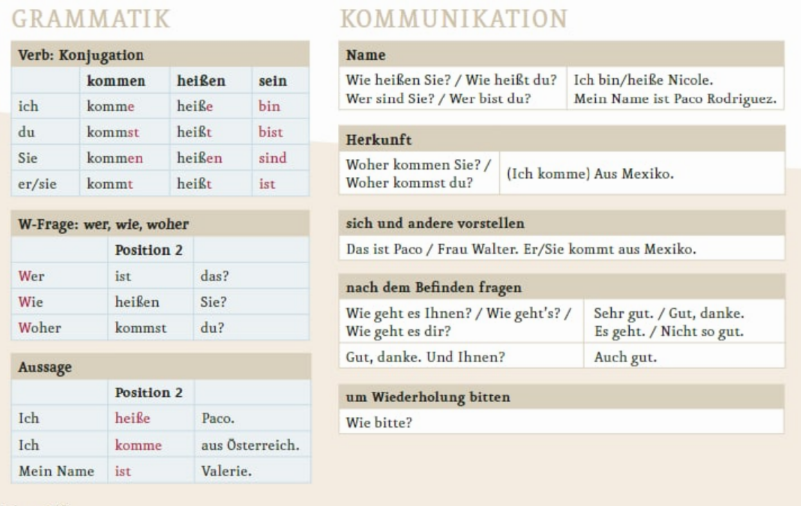 GRAMMATIK
Verb: Konjugation
kommen heißen sein
ich komme heiße bin
du kommst heißt bist
Sie kommen heißen sind
er/sie kommt heißt ist
W-Frage: wer, wie, woher
Position 2
Wer ist das?
Wie heißen Sie?
Woher kommst du?
Aussage
Position 2
Ich heiße Paco.
Ich komme aus Österreich.
Mein Name ist Valerie.
KOMMUNIKATION
Name
Wie heißen Sie? / Wie heißt du? Ich bin/heiße Nicole.
Wer sind Sie? / Wer bist du? Mein Name ist Paco Rodriguez.
Herkunft
Woher kommen Sie? /
Woher kommst du?
(Ich komme) Aus Mexiko.
sich und andere vorstellen
Das ist Paco / Frau Walter. Er/Sie kommt aus Mexiko.
nach dem Befinden fragen
Wie geht es Ihnen? / Wie geht's? / Sehr gut. / Gut, danke.
Wie geht es dir? Es geht. / Nicht so gut.
Gut, danke. Und Ihnen? Auch gut.
um Wiederholung bitten
Wie bitte?